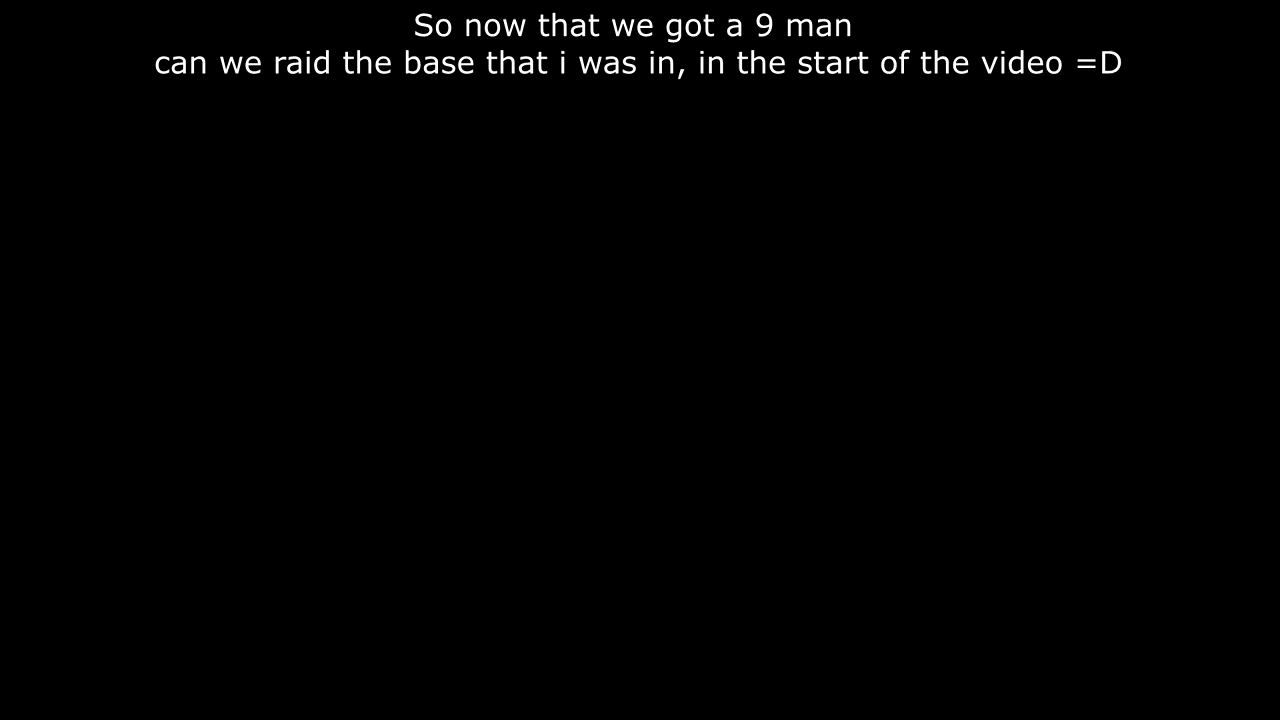 So now that we got a 9 man
can we raid the base that i was in, in the start of the video =D